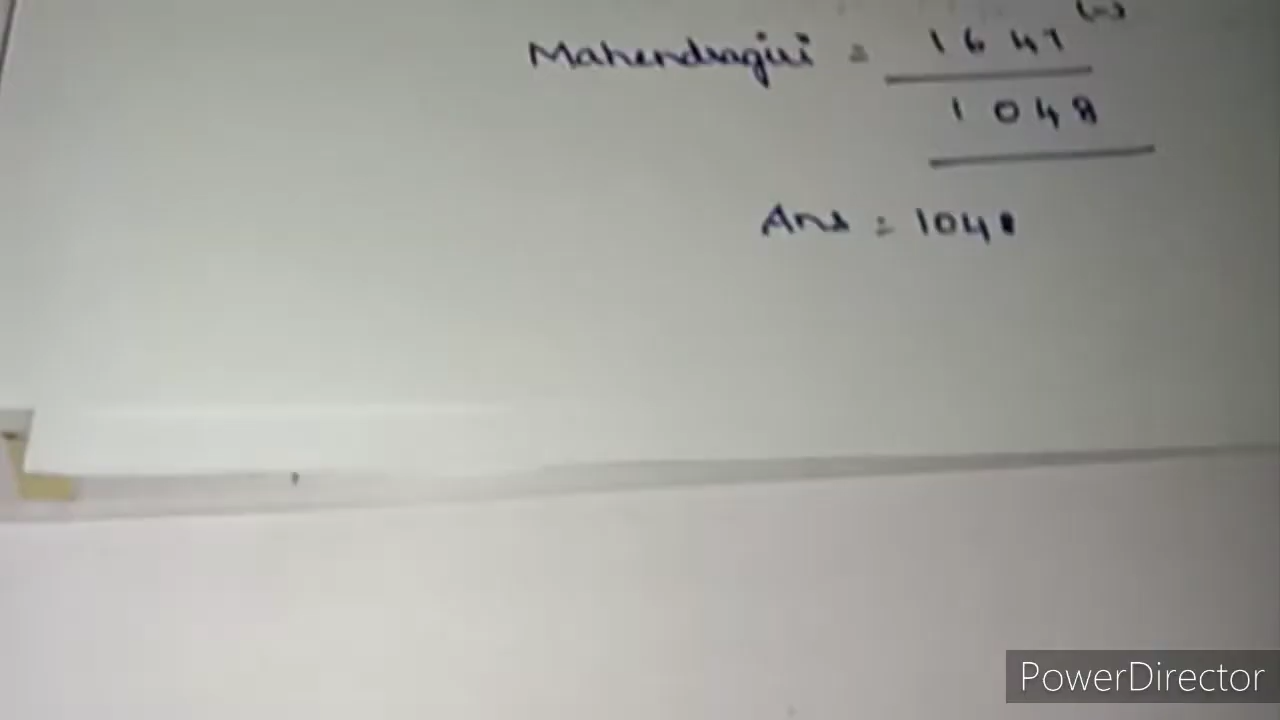 (-)
Mahendragiri = 1647
1048
Ans = 1048
PowerDirector